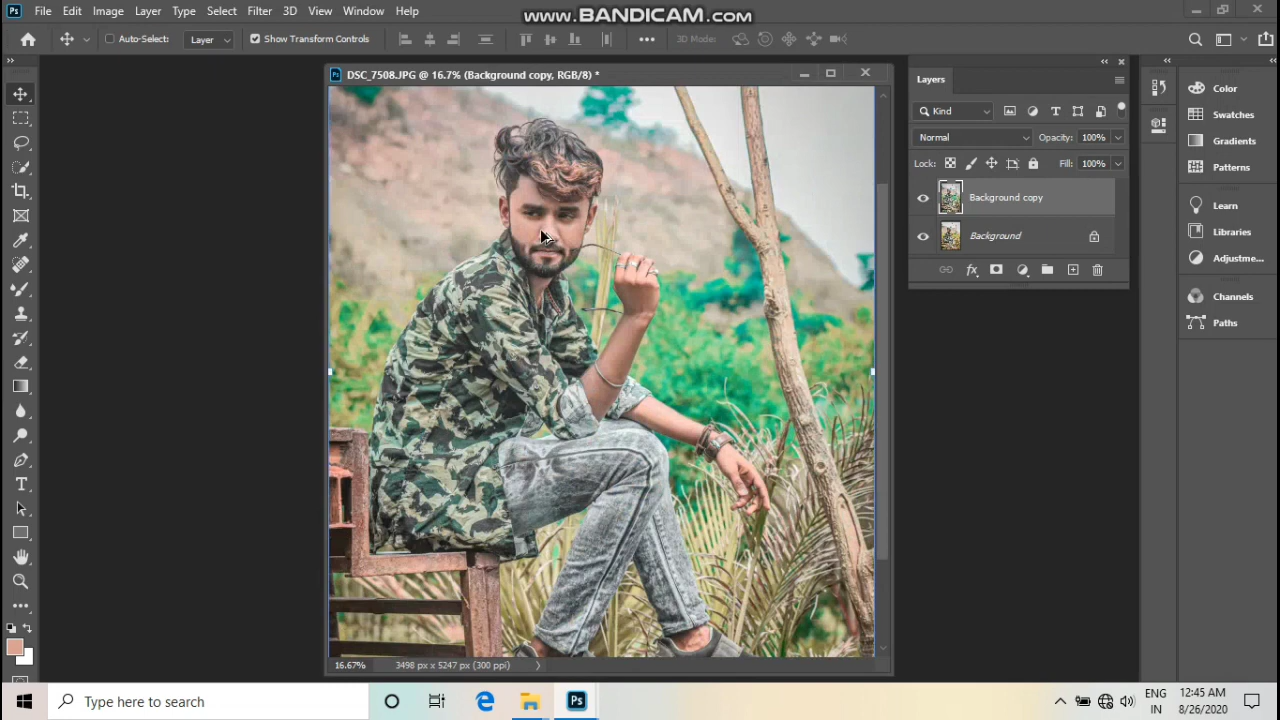 Ps File Edit Image Layer Type Select Filter 3D View Window Help
www.BANDICAM.com
Auto-Select: Layer Show Transform Controls 3D Mode:
DSC_7508.JPG @ 16.7% (Background copy, RGB/8) *
Layers
Kind
Normal Opacity: 100%
Lock: Fill: 100%
Background copy
Background
Color
Swatches
Gradients
Patterns
Learn
Libraries
Adjustme...
Channels
Paths
16.67% 3498 px x 5247 px (300 ppi)
Type here to search
Ps
ENG
IN
12:45 AM
8/26/2020